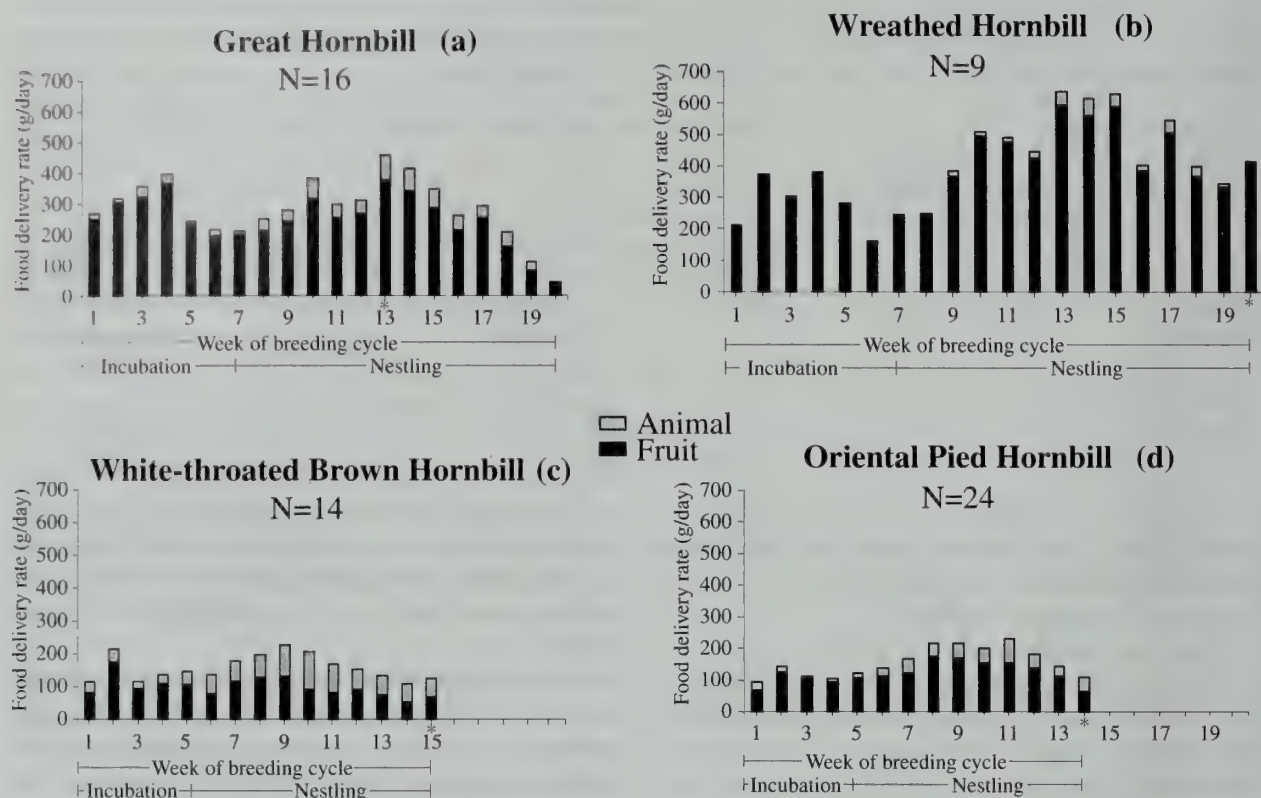 Great Hornbill (a)
N=16
Food delivery rate (g/day)
700
600
500
400
300
200
100
0
1 3 5 7 9 11 13 15 17 19
*
Week of breeding cycle
Incubation Nestling
Wreathed Hornbill (b)
N=9
Food delivery rate (g/day)
700
600
500
400
300
200
100
0
1 3 5 7 9 11 13 15 17 19 *
Week of breeding cycle
Incubation Nestling
Animal
Fruit
White-throated Brown Hornbill (c)
N=14
Food delivery rate (g/day)
700
600
500
400
300
200
100
0
1 3 5 7 9 11 13 15
*
Week of breeding cycle
Incubation Nestling
Oriental Pied Hornbill (d)
N=24
Food delivery rate (g/day)
700
600
500
400
300
200
100
0
1 3 5 7 9 11 13 * 15 17 19
Week of breeding cycle
Incubation Nestling